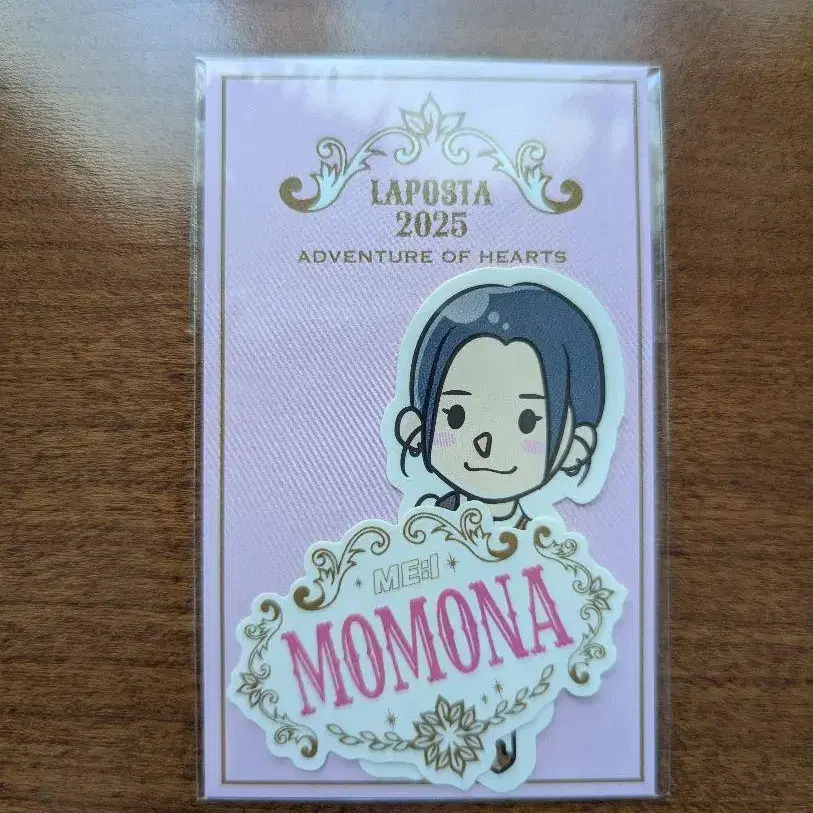 LAPOSTA
2025
ADVENTURE OF HEARTS
ME:I
MOMONA